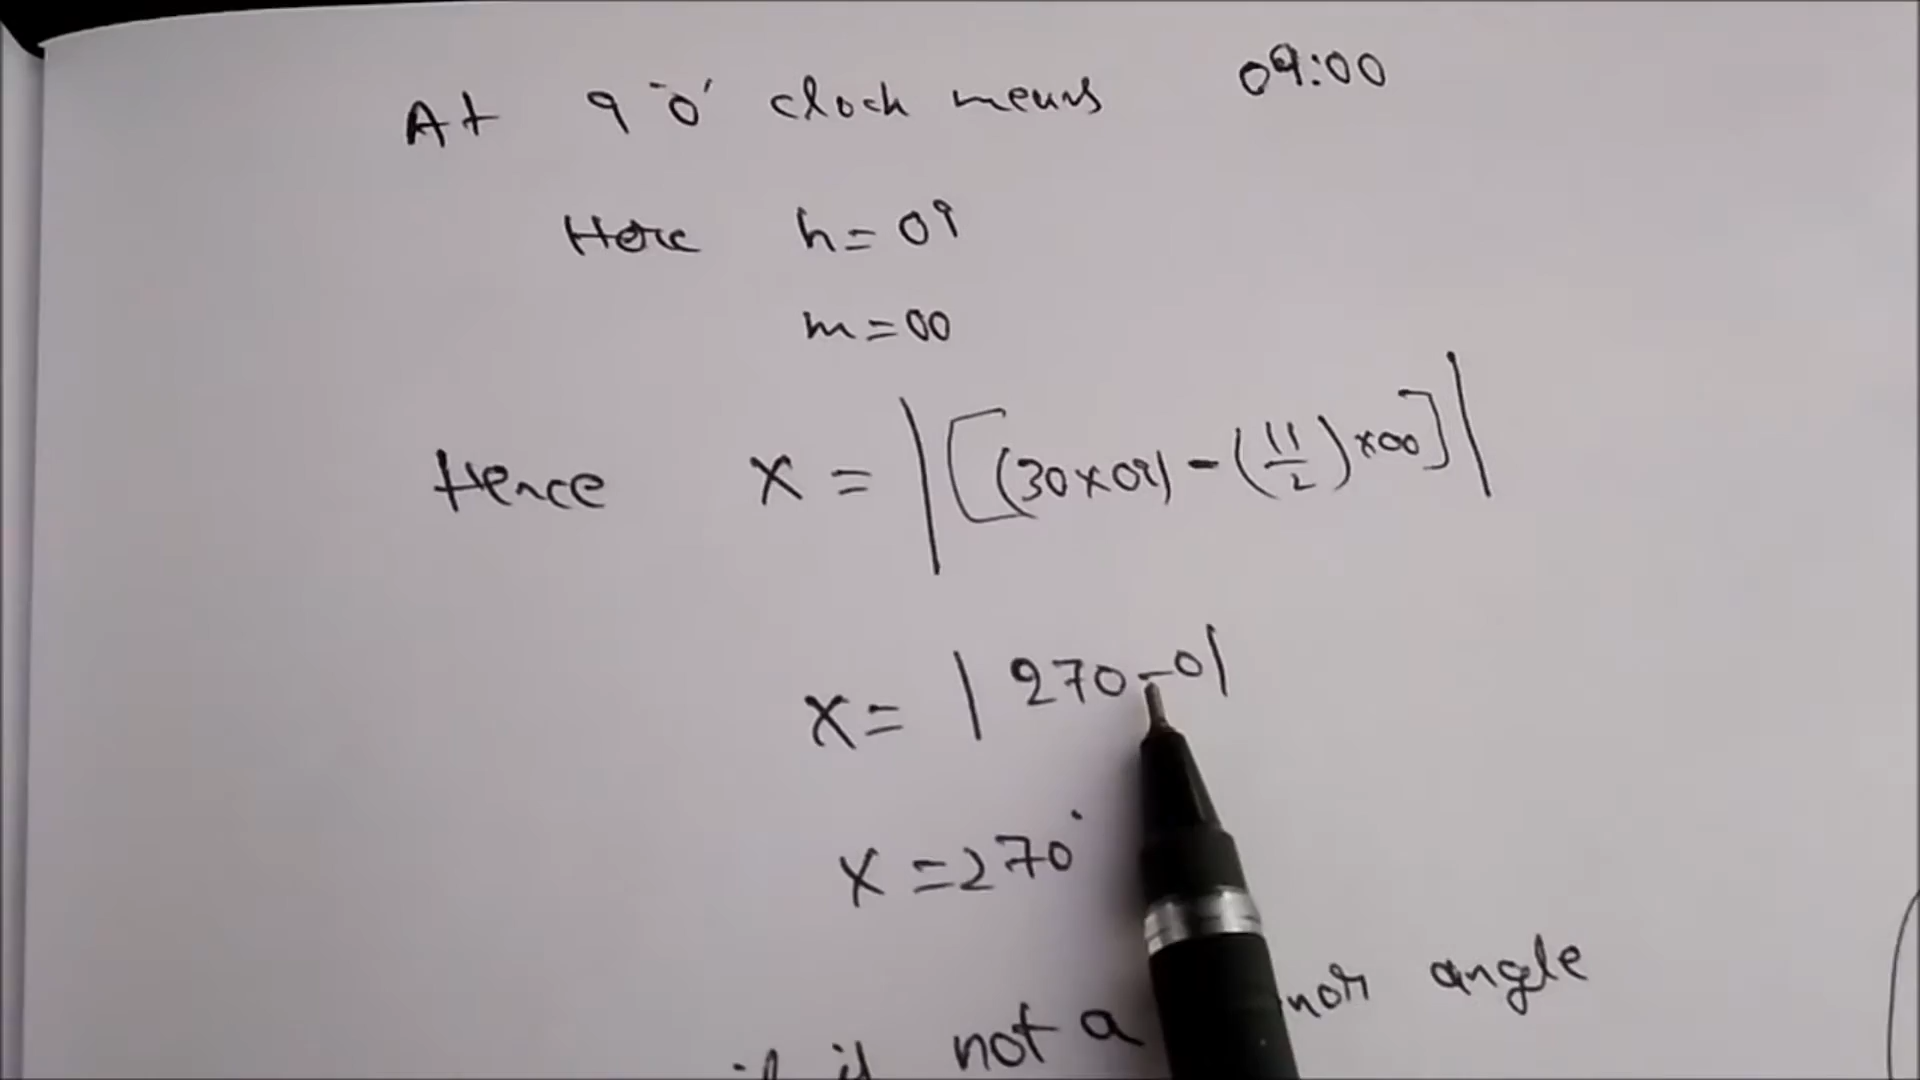 At 9 'o' clock means 09:00
Here h=09
m=00
Hence X = |[(30×09)-(11/2)×00]|
X= |270-0|
X=270°
not a angle